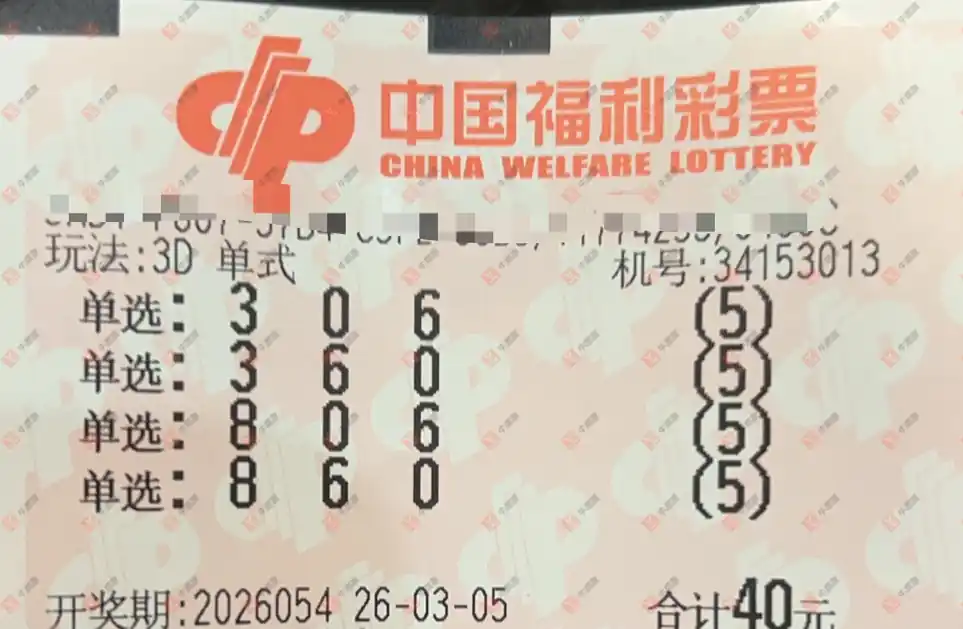 中国福利彩票
CHINA WELFARE LOTTERY
玩法:3D 单式 机号:34153013
单选: 3 0 6 (5)
单选: 3 6 0 (5)
单选: 8 0 6 (5)
单选: 8 6 0 (5)
开奖期:2026054 26-03-05 合计40元